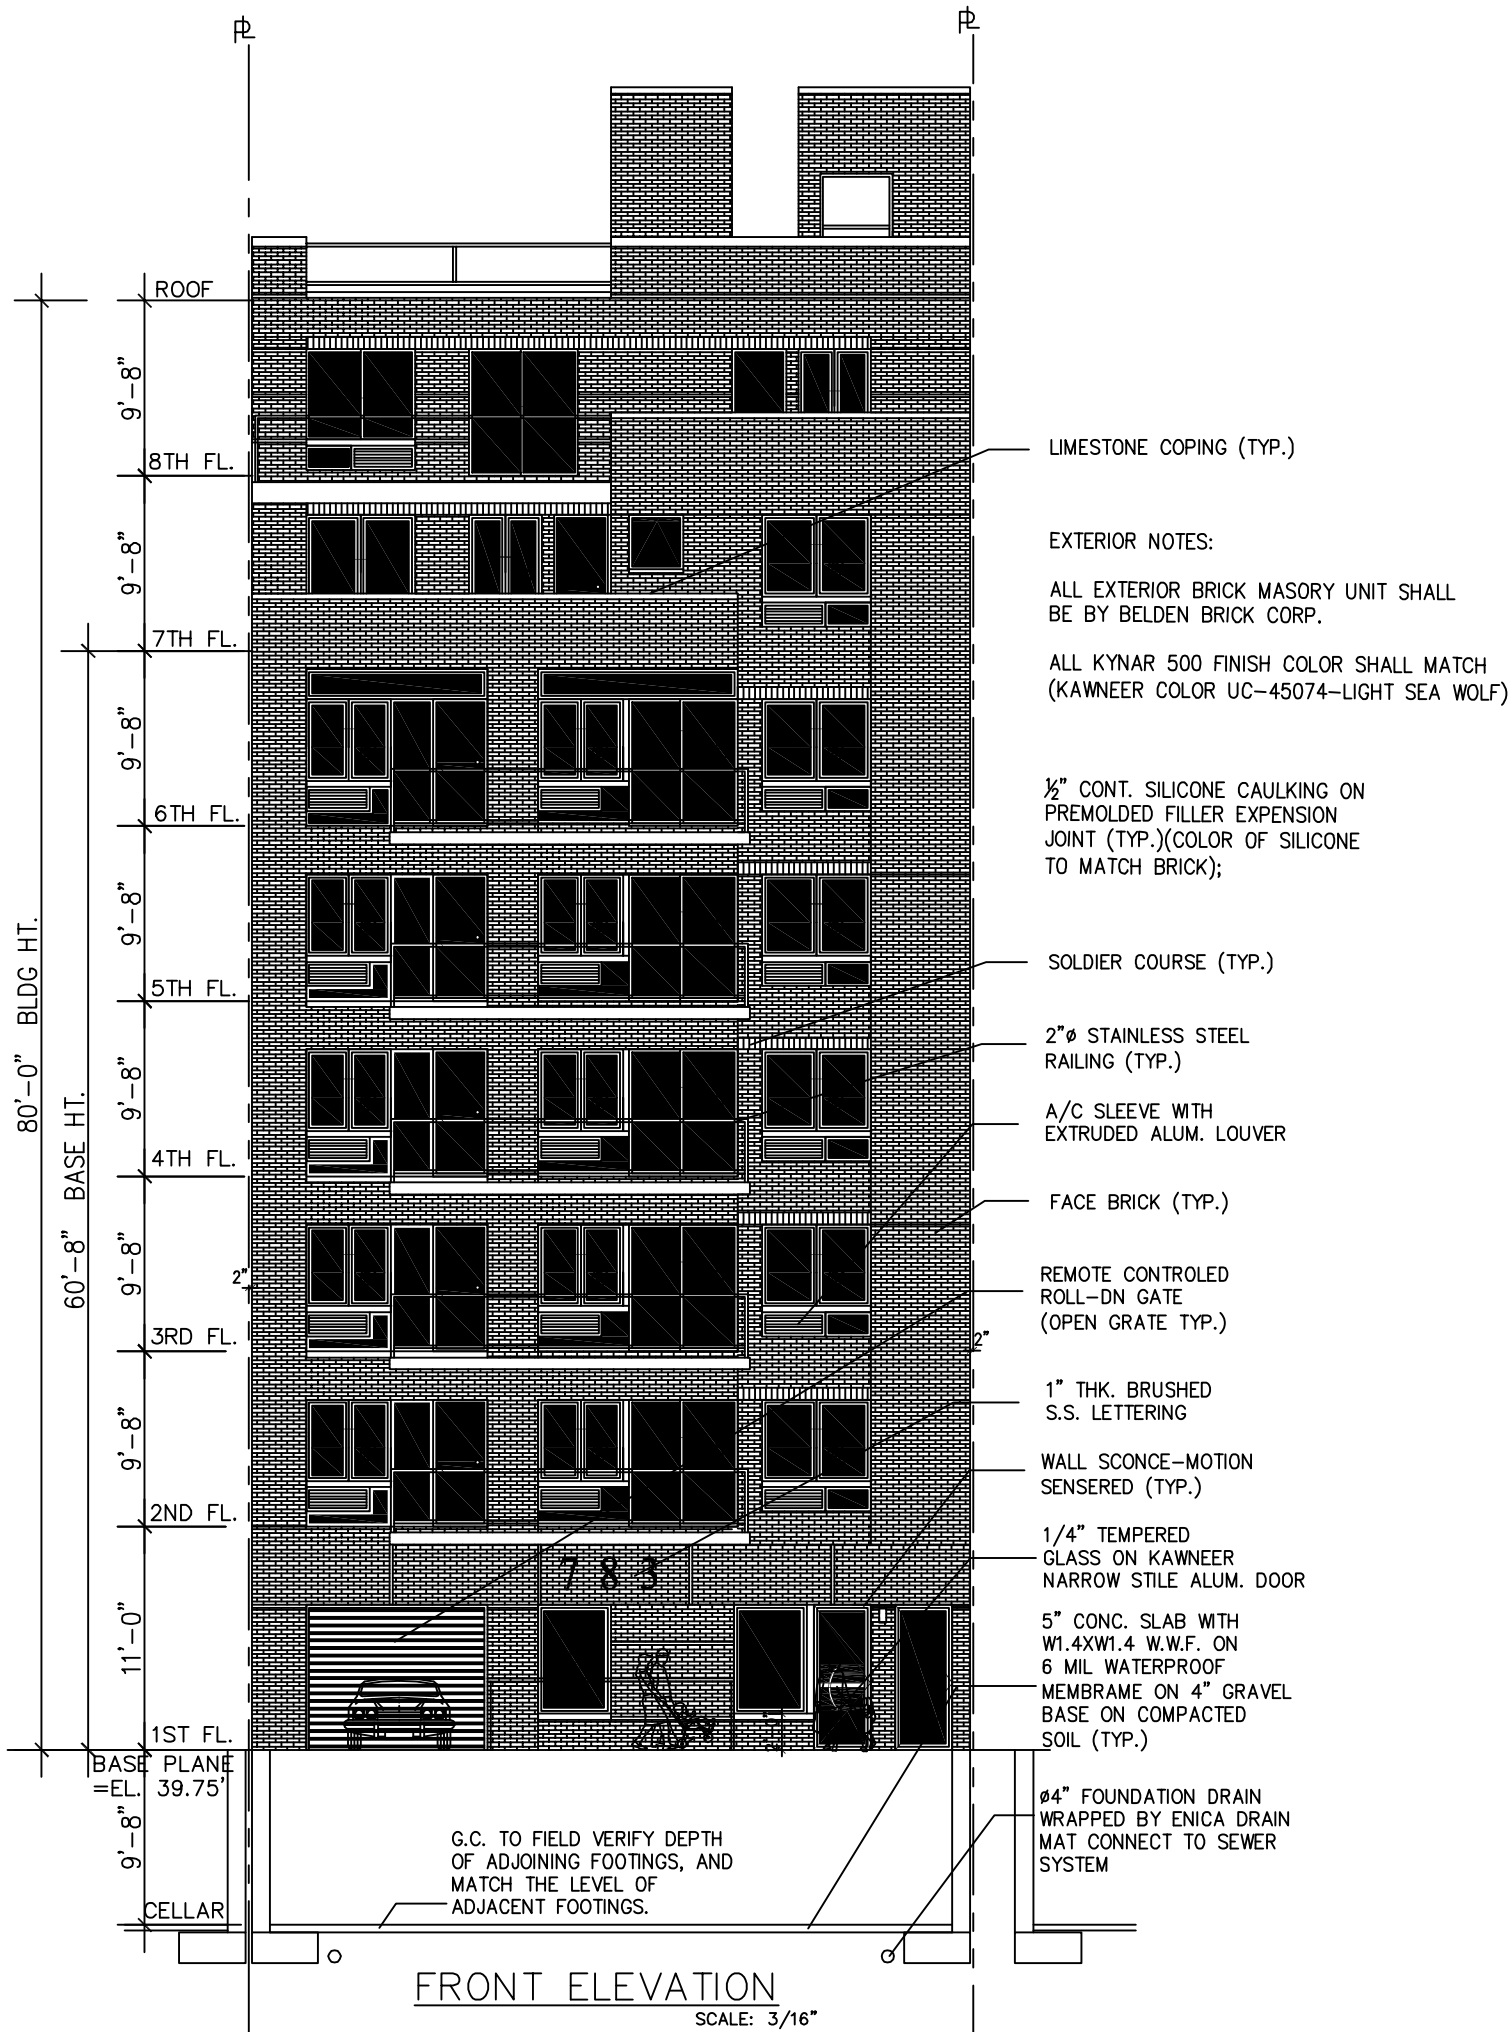 PL
PL
ROOF
9'-8"
8TH FL.
9'-8"
7TH FL.
9'-8"
6TH FL.
9'-8"
5TH FL.
9'-8"
4TH FL.
9'-8"
3RD FL.
9'-8"
2ND FL.
11'-0"
1ST FL.
BASE PLANE
=EL. 39.75'
9'-8"
CELLAR
80'-0" BLDG HT.
60'-8" BASE HT.
2"
2"
7 8 3
LIMESTONE COPING (TYP.)
EXTERIOR NOTES:
ALL EXTERIOR BRICK MASORY UNIT SHALL
BE BY BELDEN BRICK CORP.
ALL KYNAR 500 FINISH COLOR SHALL MATCH
(KAWNEER COLOR UC-45074-LIGHT SEA WOLF)
½" CONT. SILICONE CAULKING ON
PREMOLDED FILLER EXPENSION
JOINT (TYP.)(COLOR OF SILICONE
TO MATCH BRICK);
SOLDIER COURSE (TYP.)
2"ø STAINLESS STEEL
RAILING (TYP.)
A/C SLEEVE WITH
EXTRUDED ALUM. LOUVER
FACE BRICK (TYP.)
REMOTE CONTROLED
ROLL-DN GATE
(OPEN GRATE TYP.)
1" THK. BRUSHED
S.S. LETTERING
WALL SCONCE-MOTION
SENSERED (TYP.)
1/4" TEMPERED
GLASS ON KAWNEER
NARROW STILE ALUM. DOOR
5" CONC. SLAB WITH
W1.4XW1.4 W.W.F. ON
6 MIL WATERPROOF
MEMBRAME ON 4" GRAVEL
BASE ON COMPACTED
SOIL (TYP.)
ø4" FOUNDATION DRAIN
WRAPPED BY ENICA DRAIN
MAT CONNECT TO SEWER
SYSTEM
G.C. TO FIELD VERIFY DEPTH
OF ADJOINING FOOTINGS, AND
MATCH THE LEVEL OF
ADJACENT FOOTINGS.
FRONT ELEVATION
SCALE: 3/16"